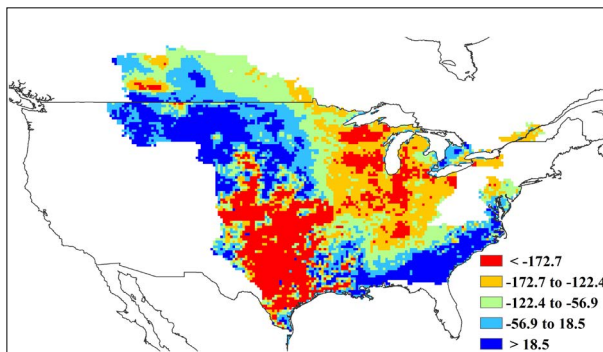 < -172.7
-172.7 to -122.4
-122.4 to -56.9
-56.9 to 18.5
> 18.5